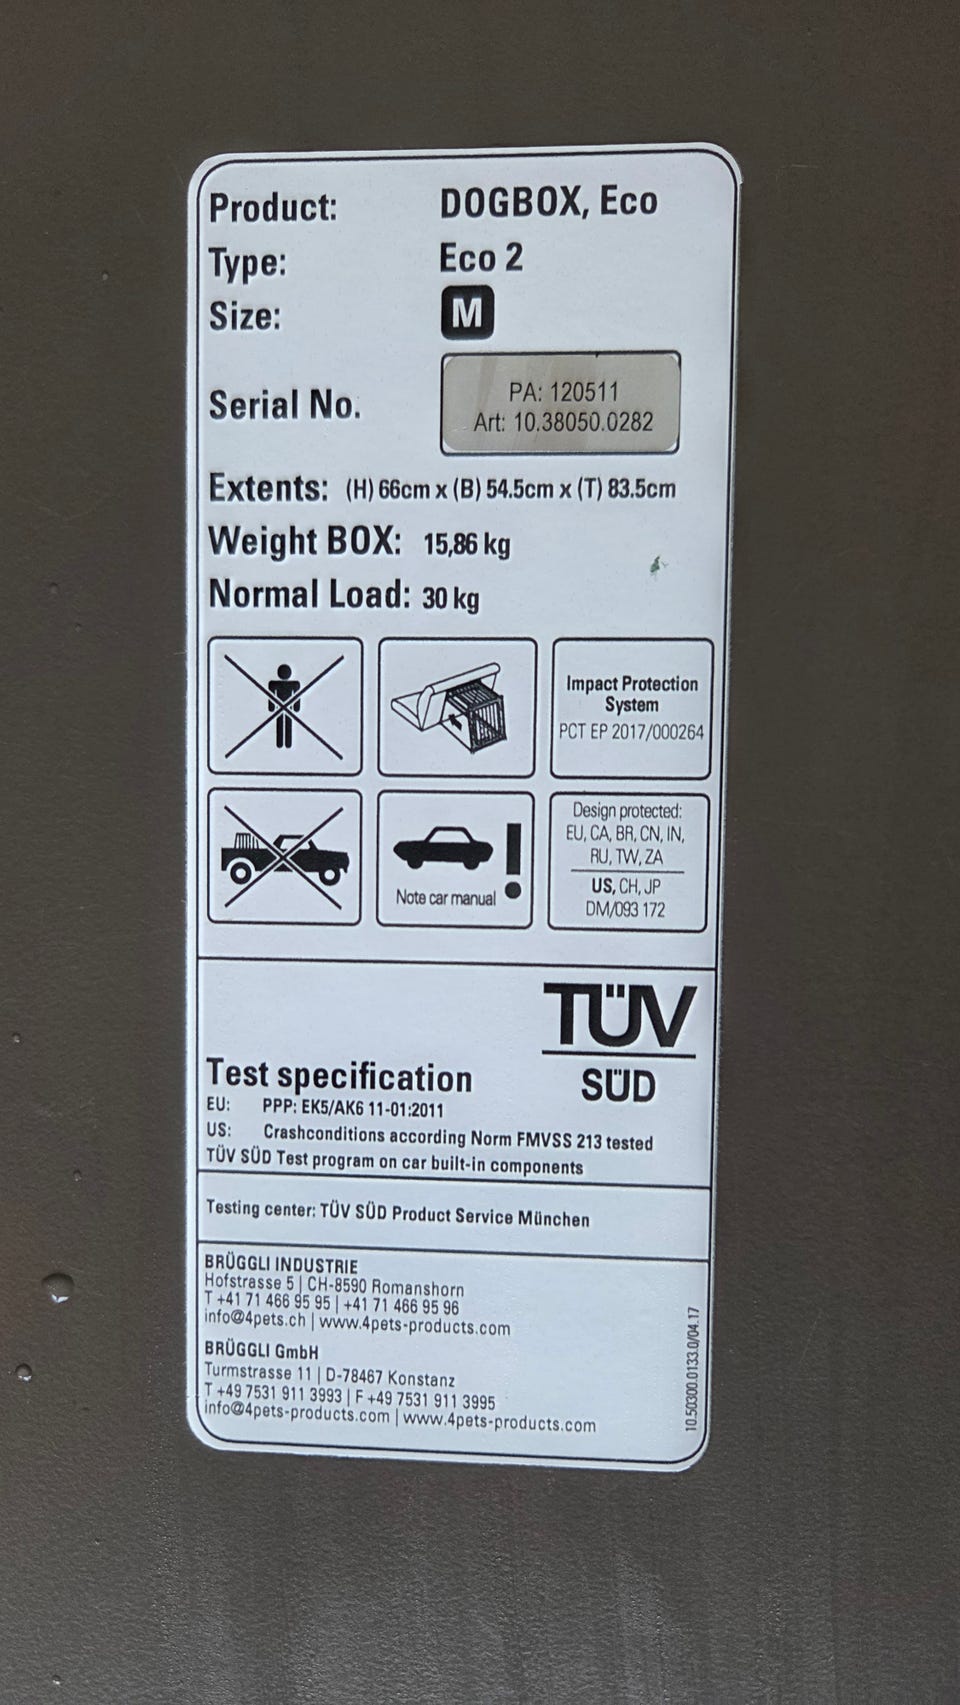 Product: DOGBOX, Eco
Type: Eco 2
Size: M
Serial No. PA: 120511
Art: 10.38050.0282
Extents: (H) 66cm x (B) 54.5cm x (T) 83.5cm
Weight BOX: 15,86 kg
Normal Load: 30 kg
Impact Protection
System
PCT EP 2017/000264
Note car manual !
Design protected:
EU, CA, BR, CN, IN,
RU, TW, ZA
US, CH, JP
DM/093 172
TÜV
SÜD
Test specification
EU: PPP: EK5/AK6 11-01:2011
US: Crashconditions according Norm FMVSS 213 tested
TÜV SÜD Test program on car built-in components
Testing center: TÜV SÜD Product Service München
BRÜGGLI INDUSTRIE
Hofstrasse 5 | CH-8590 Romanshorn
T +41 71 466 95 95 | +41 71 466 95 96
info@4pets.ch | www.4pets-products.com
BRÜGGLI GmbH
Turmstrasse 11 | D-78467 Konstanz
T +49 7531 911 3993 | F +49 7531 911 3995
info@4pets-products.com | www.4pets-products.com
10.50300.0133.0/04.17